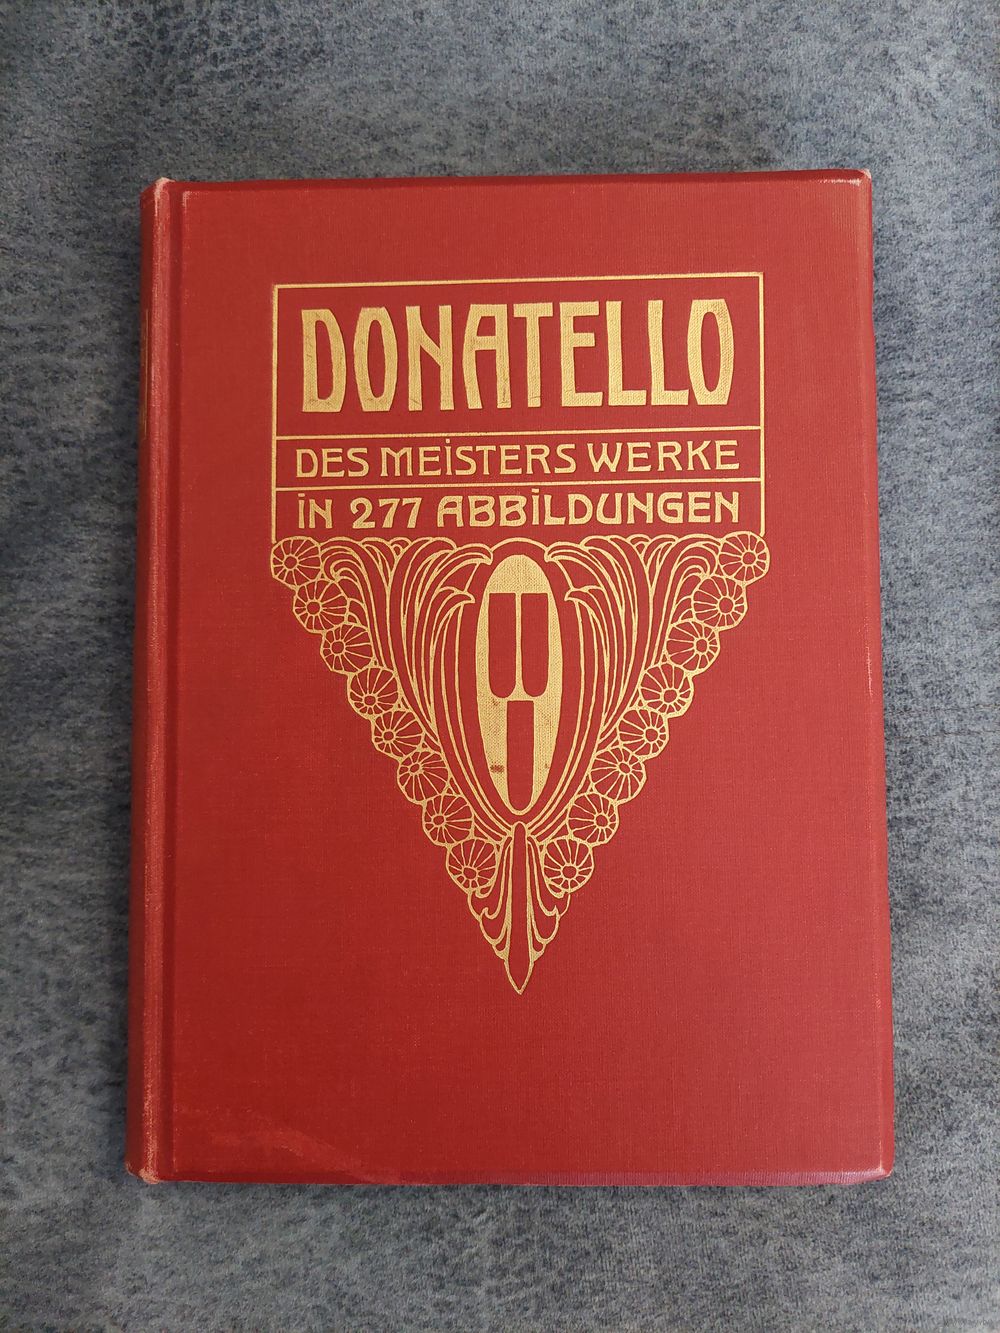 DONATELLO
DES MEISTERS WERKE
IN 277 ABBILDUNGEN